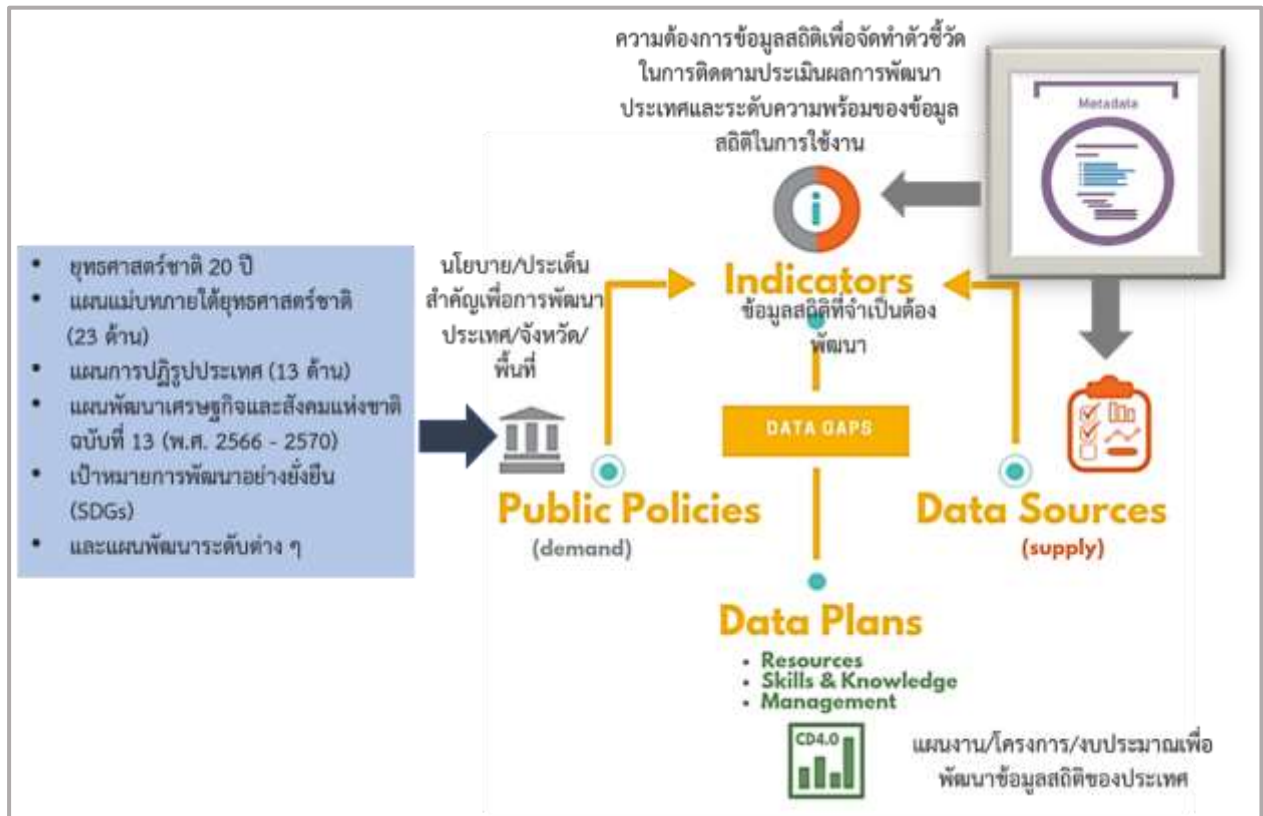 ความต้องการข้อมูลสถิติเพื่อจัดทำตัวชี้วัด
ในการติดตามประเมินผลการพัฒนา
ประเทศและระดับความพร้อมของข้อมูล
สถิติในการใช้งาน
Metadata
• ยุทธศาสตร์ชาติ 20 ปี
• แผนแม่บทภายใต้ยุทธศาสตร์ชาติ
(23 ด้าน)
• แผนการปฏิรูปประเทศ (13 ด้าน)
• แผนพัฒนาเศรษฐกิจและสังคมแห่งชาติ
ฉบับที่ 13 (พ.ศ. 2566 - 2570)
• เป้าหมายการพัฒนาอย่างยั่งยืน
(SDGs)
• และแผนพัฒนาระดับต่าง ๆ
นโยบาย/ประเด็น
สำคัญเพื่อการพัฒนา
ประเทศ/จังหวัด/
พื้นที่
i
Indicators
ข้อมูลสถิติที่จำเป็นต้อง
พัฒนา
DATA GAPS
Public Policies
(demand)
Data Sources
(supply)
Data Plans
• Resources
• Skills & Knowledge
• Management
CD4.0
แผนงาน/โครงการ/งบประมาณเพื่อ
พัฒนาข้อมูลสถิติของประเทศ